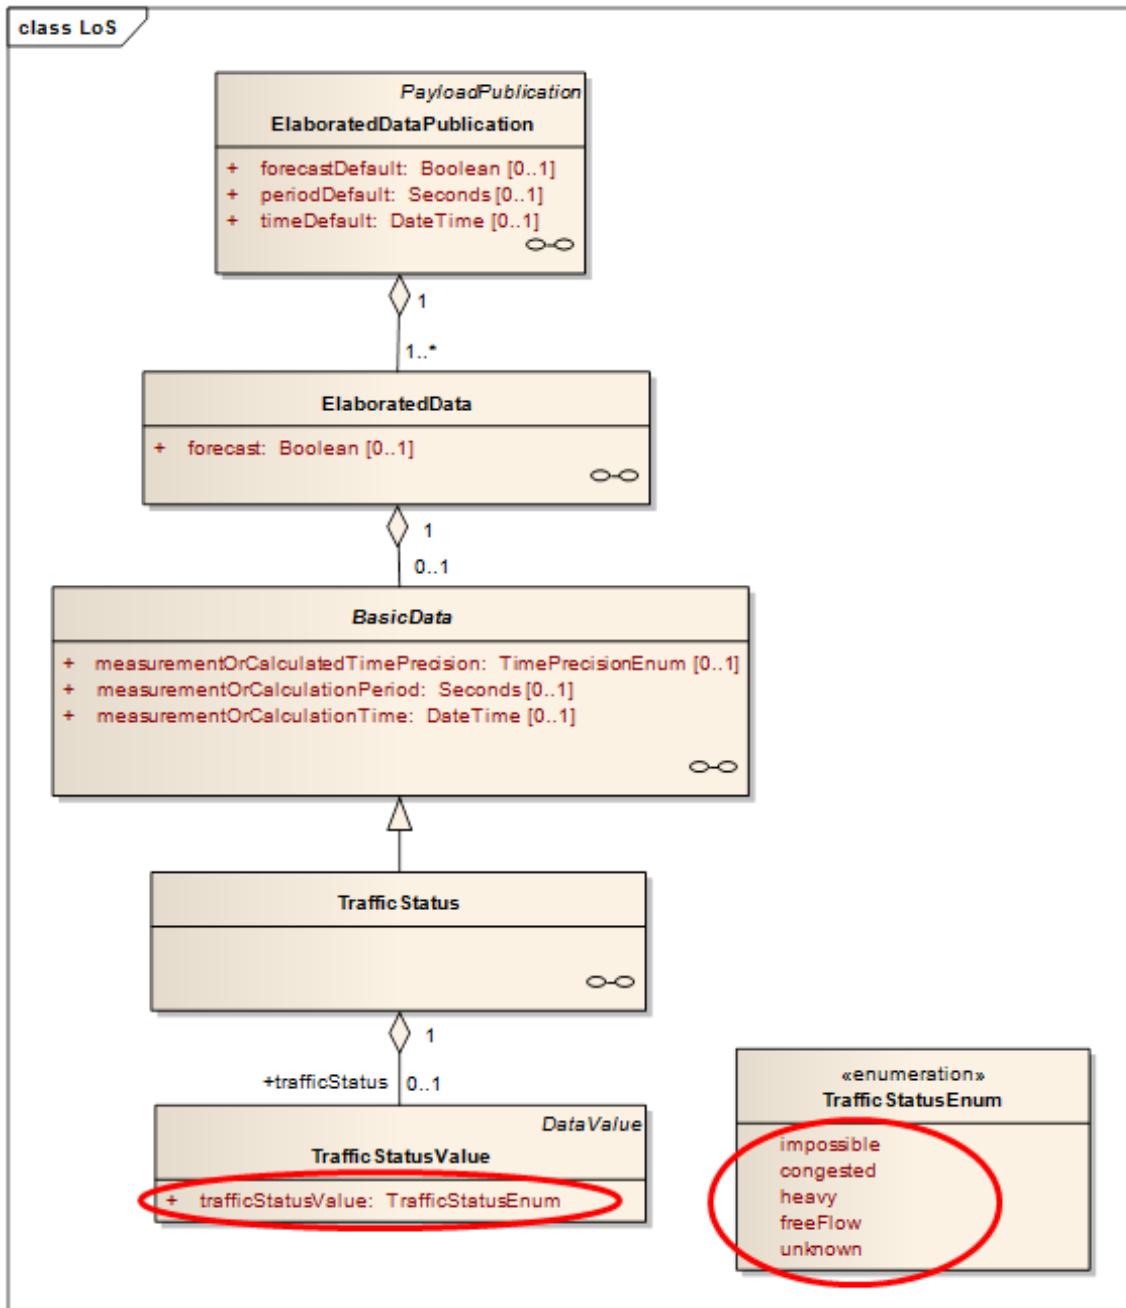 class LoS
PayloadPublication
ElaboratedDataPublication
+ forecastDefault: Boolean [0..1]
+ periodDefault: Seconds [0..1]
+ timeDefault: DateTime [0..1]
1
1..*
ElaboratedData
+ forecast: Boolean [0..1]
1
0..1
BasicData
+ measurementOrCalculatedTimePrecision: TimePrecisionEnum [0..1]
+ measurementOrCalculationPeriod: Seconds [0..1]
+ measurementOrCalculationTime: DateTime [0..1]
TrafficStatus
1
+trafficStatus 0..1
DataValue
TrafficStatusValue
+ trafficStatusValue: TrafficStatusEnum
«enumeration»
TrafficStatusEnum
impossible
congested
heavy
freeFlow
unknown